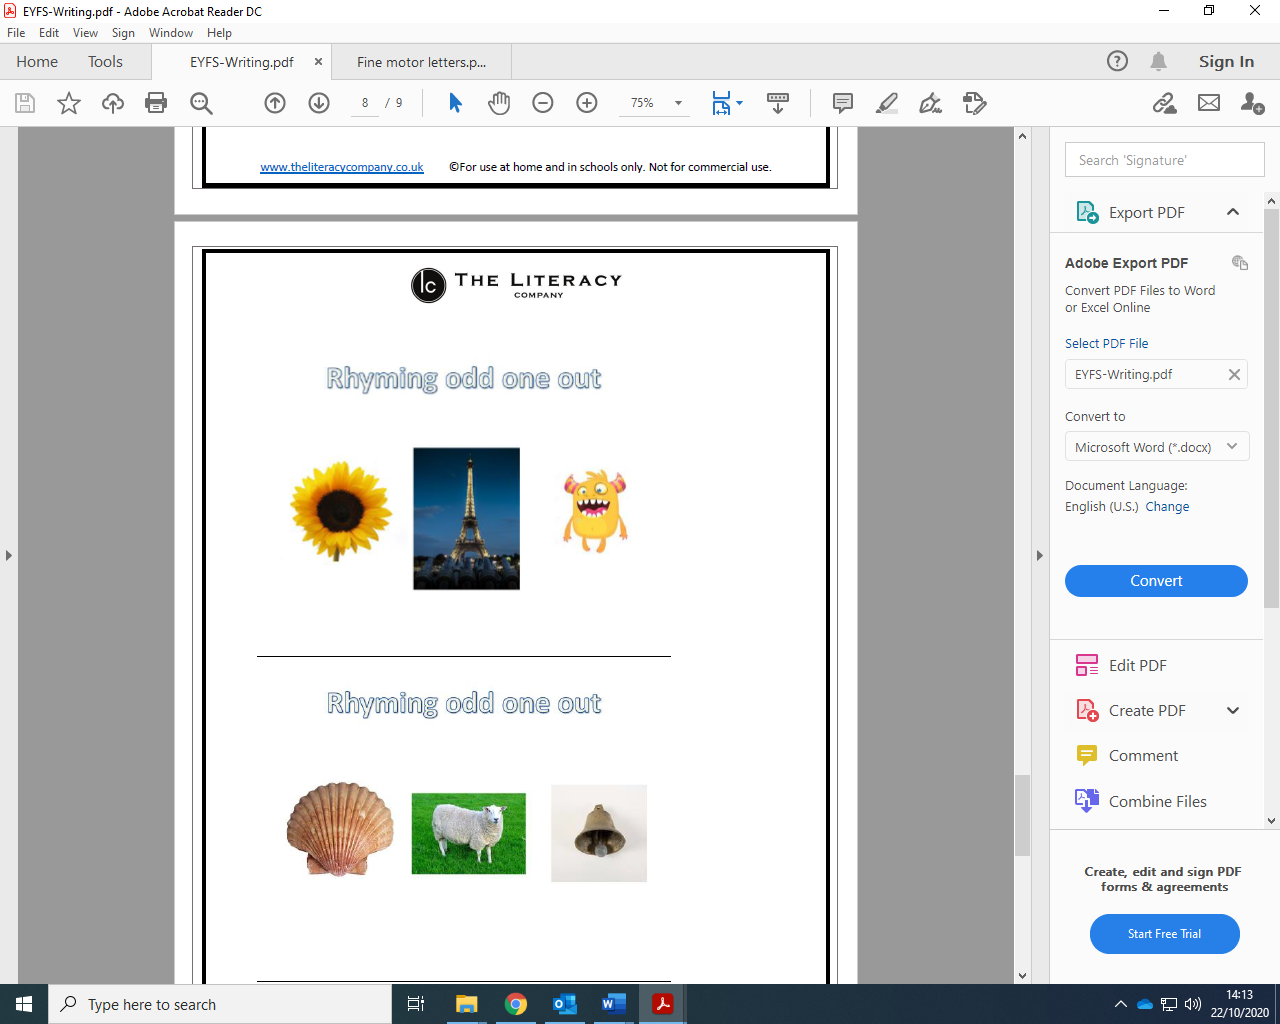 EYFS-Writing.pdf - Adobe Acrobat Reader DC
File Edit View Sign Window Help
Home Tools EYFS-Writing.pdf × Fine motor letters.p... ? Sign In
8 / 9 75%
www.theliteracycompany.co.uk ©For use at home and in schools only. Not for commercial use.
lc THE LITERACY
COMPANY
Rhyming odd one out
Rhyming odd one out
Search 'Signature'
Export PDF
Adobe Export PDF
Convert PDF Files to Word
or Excel Online
Select PDF File
EYFS-Writing.pdf
Convert to
Microsoft Word (*.docx)
Document Language:
English (U.S.) Change
Convert
Edit PDF
Create PDF
Comment
Combine Files
Create, edit and sign PDF
forms & agreements
Start Free Trial
Type here to search
14:13
22/10/2020